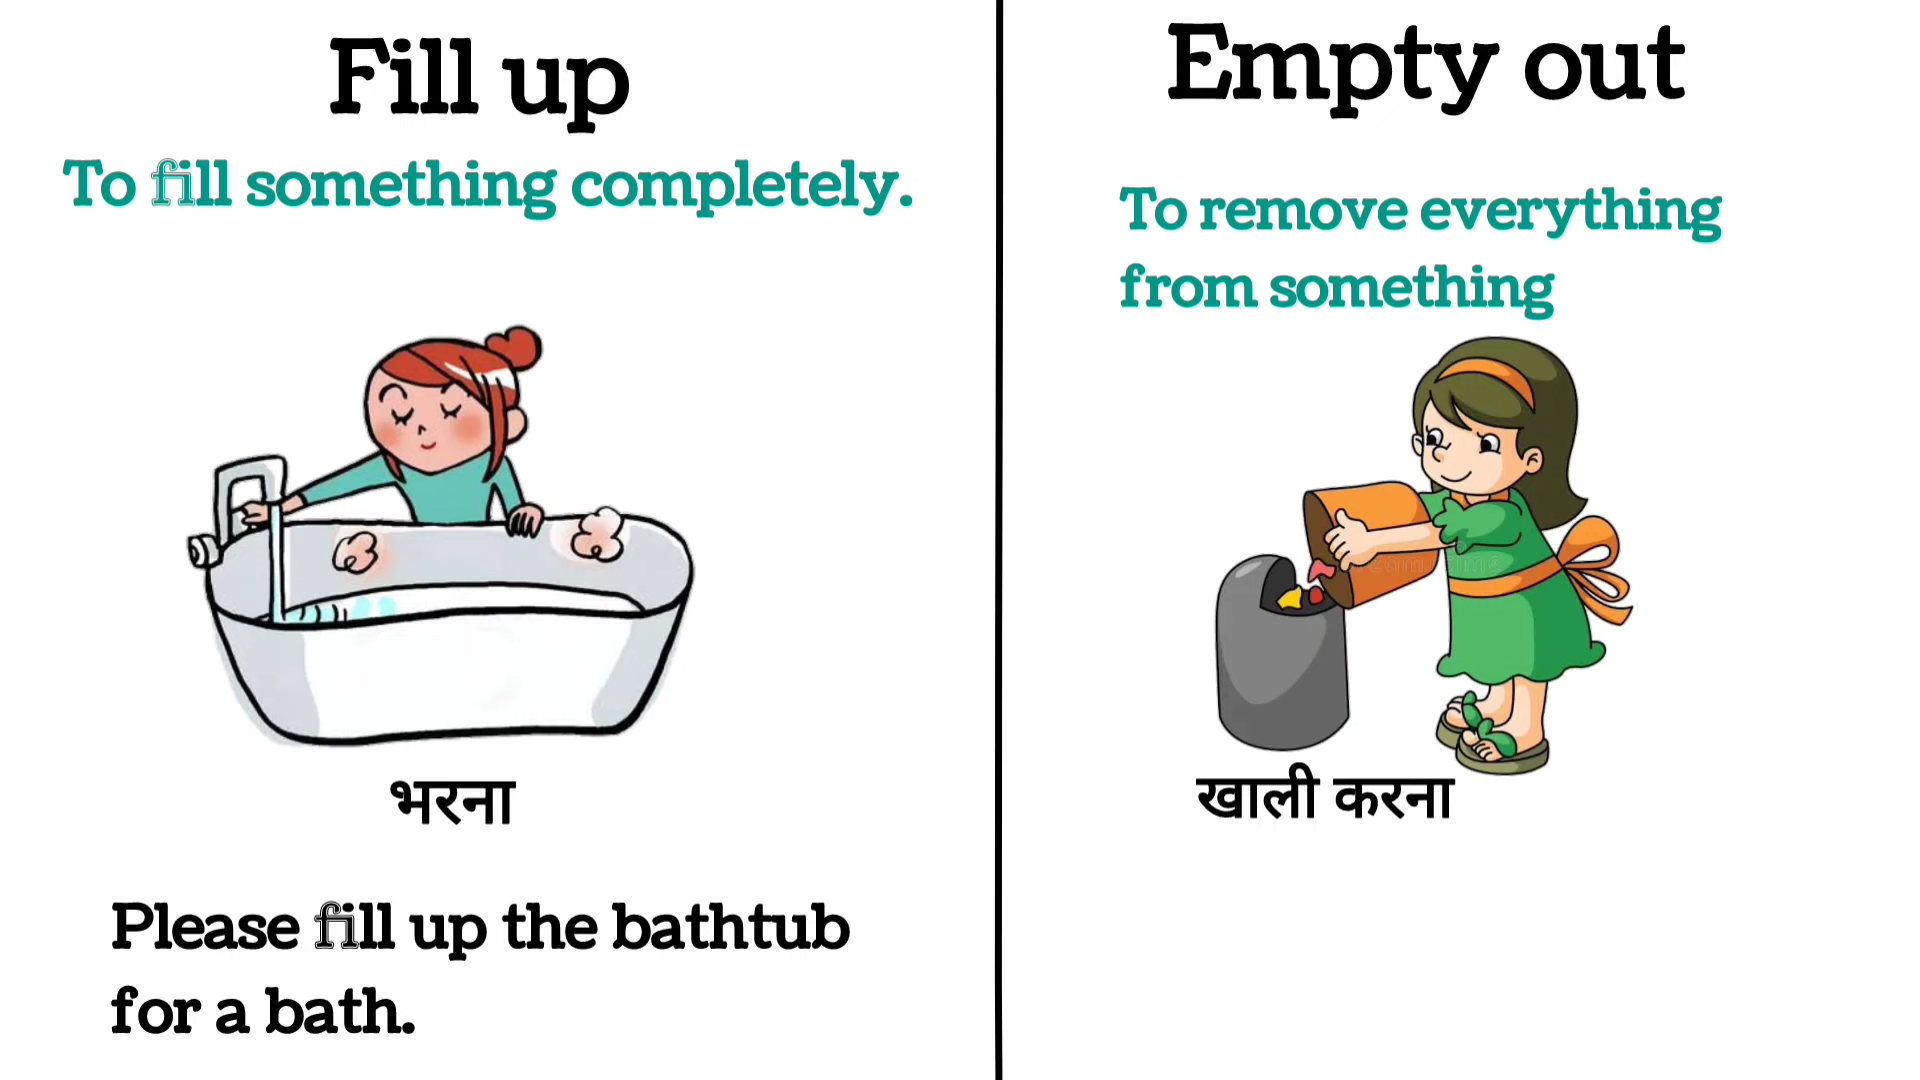 Fill up
To fill something completely.
भरना
Please fill up the bathtub
for a bath.
Empty out
To remove everything
from something
खाली करना